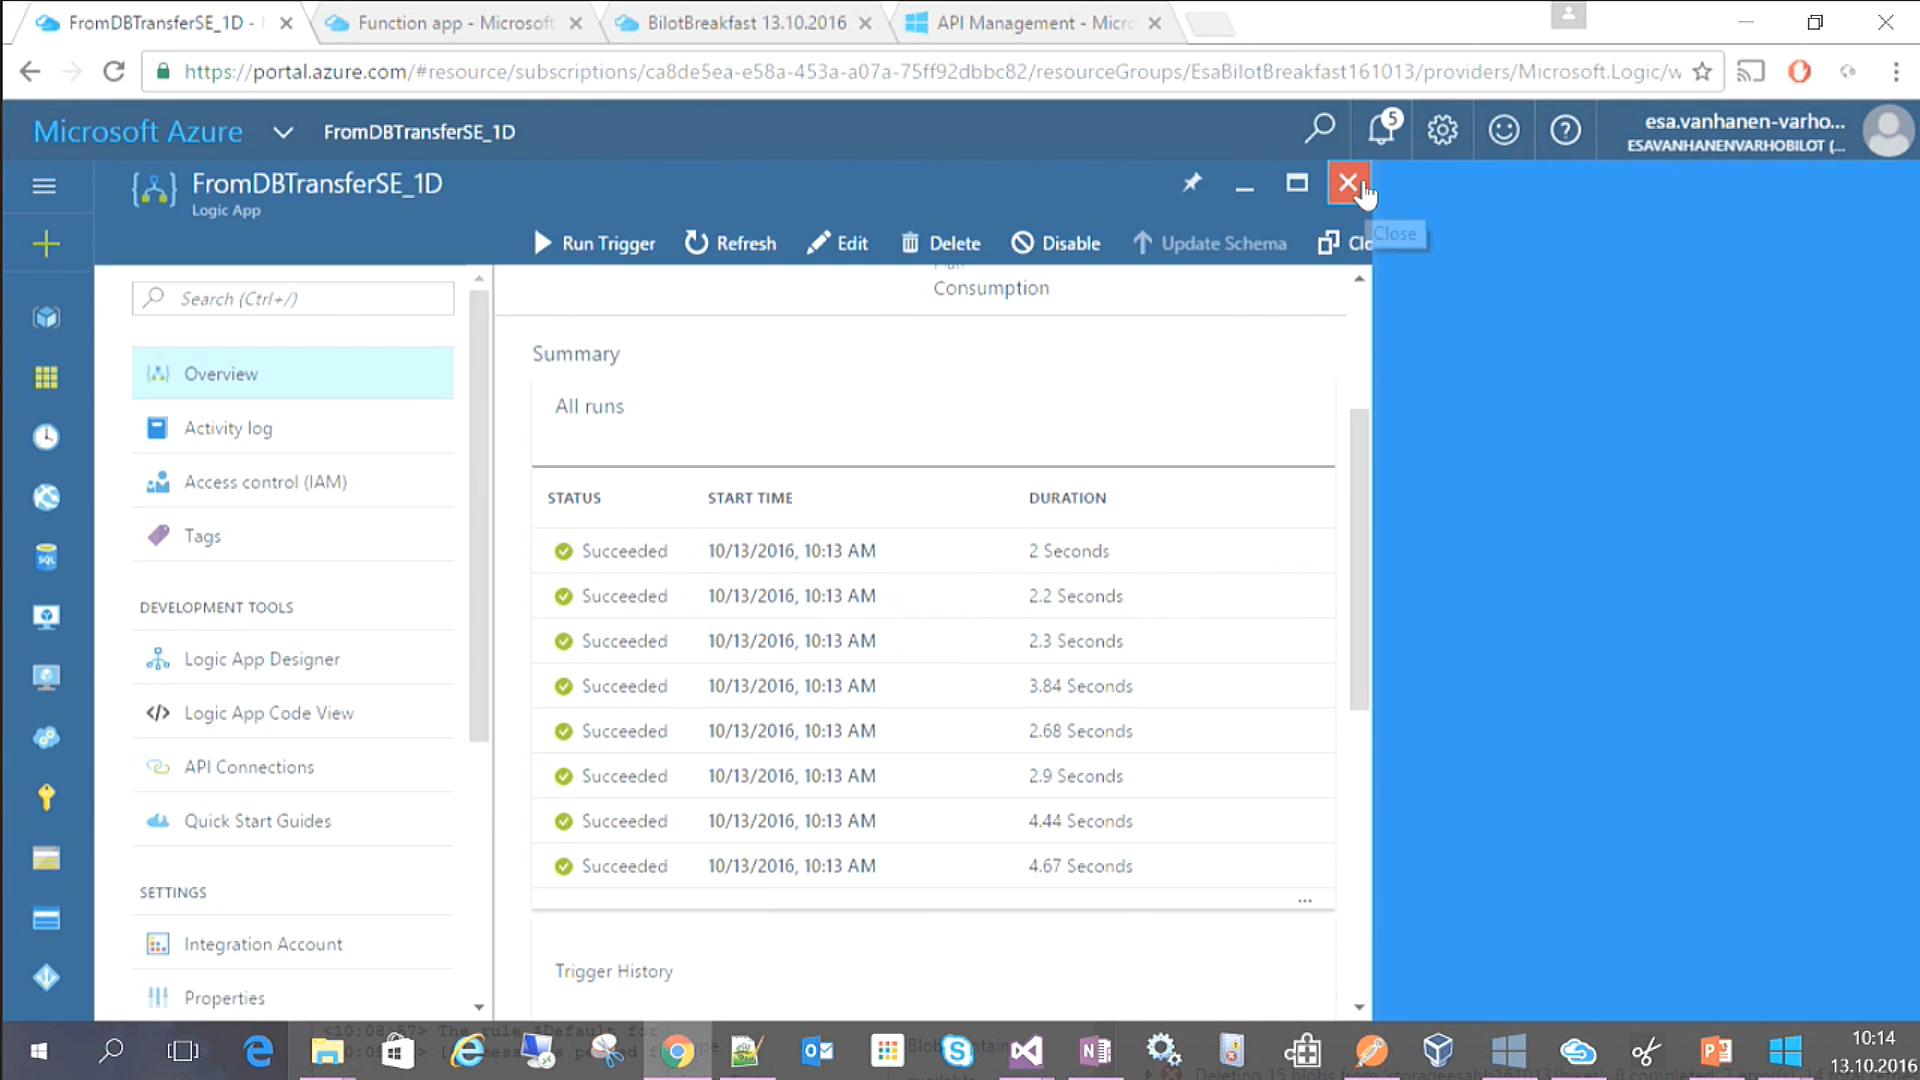 FromDBTransferSE_1D -
Function app - Microsoft
BilotBreakfast 13.10.2016
API Management - Micro
https://portal.azure.com/#resource/subscriptions/ca8de5ea-e58a-453a-a07a-75ff92dbbc82/resourceGroups/EsaBilotBreakfast161013/providers/Microsoft.Logic/w
Microsoft Azure
FromDBTransferSE_1D
5
esa.vanhanen-varho...
ESAVANHANENVARHOBILOT (...
FromDBTransferSE_1D
Logic App
Run Trigger
Refresh
Edit
Delete
Disable
Update Schema
Clo
Close
Search (Ctrl+/)
Overview
Activity log
Access control (IAM)
Tags
DEVELOPMENT TOOLS
Logic App Designer
Logic App Code View
API Connections
Quick Start Guides
SETTINGS
Integration Account
Properties
Consumption
Summary
All runs
STATUS START TIME DURATION
Succeeded 10/13/2016, 10:13 AM 2 Seconds
Succeeded 10/13/2016, 10:13 AM 2.2 Seconds
Succeeded 10/13/2016, 10:13 AM 2.3 Seconds
Succeeded 10/13/2016, 10:13 AM 3.84 Seconds
Succeeded 10/13/2016, 10:13 AM 2.68 Seconds
Succeeded 10/13/2016, 10:13 AM 2.9 Seconds
Succeeded 10/13/2016, 10:13 AM 4.44 Seconds
Succeeded 10/13/2016, 10:13 AM 4.67 Seconds
...
Trigger History
10:14
13.10.2016